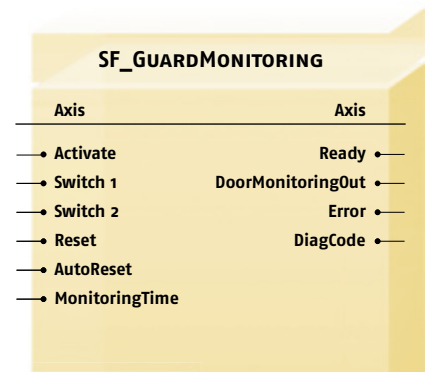 SF_GUARDMONITORING
Axis Axis
Activate Ready
Switch 1 DoorMonitoringOut
Switch 2 Error
Reset DiagCode
AutoReset
MonitoringTime